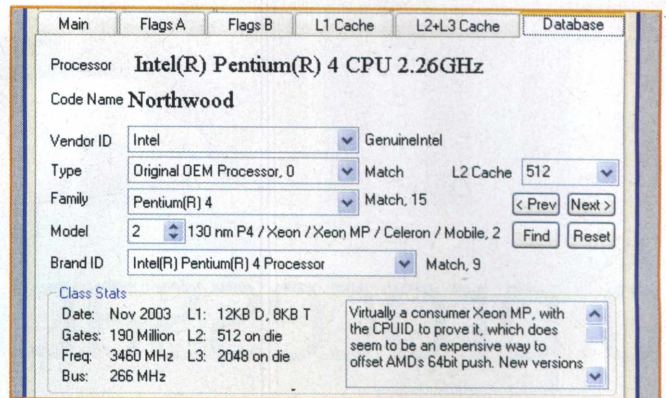 Main Flags A Flags B L1 Cache L2+L3 Cache Database
Processor Intel(R) Pentium(R) 4 CPU 2.26GHz
Code Name Northwood
Vendor ID Intel GenuineIntel
Type Original OEM Processor, 0 Match L2 Cache 512
Family Pentium(R) 4 Match, 15 < Prev Next >
Model 2 130 nm P4 / Xeon / Xeon MP / Celeron / Mobile, 2 Find Reset
Brand ID Intel(R) Pentium(R) 4 Processor Match, 9
Class Stats
Date: Nov 2003 L1: 12KB D, 8KB T
Gates: 190 Million L2: 512 on die
Freq: 3460 MHz L3: 2048 on die
Bus: 266 MHz
Virtually a consumer Xeon MP, with
the CPUID to prove it, which does
seem to be an expensive way to
offset AMDs 64bit push. New versions